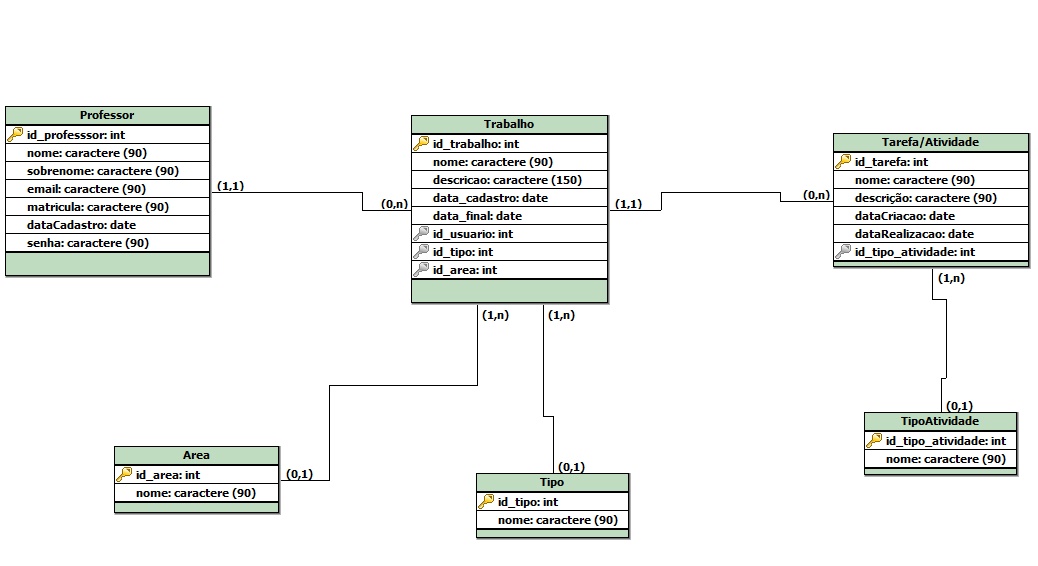 Professor
id_professsor: int
nome: caractere (90)
sobrenome: caractere (90)
email: caractere (90)
matricula: caractere (90)
dataCadastro: date
senha: caractere (90)
(1,1)
(0,n)
Trabalho
id_trabalho: int
nome: caractere (90)
descricao: caractere (150)
data_cadastro: date
data_final: date
id_usuario: int
id_tipo: int
id_area: int
(1,1)
(0,n)
Tarefa/Atividade
id_tarefa: int
nome: caractere (90)
descrição: caractere (90)
dataCriacao: date
dataRealizacao: date
id_tipo_atividade: int
(1,n)
(1,n)
(1,n)
(0,1)
TipoAtividade
id_tipo_atividade: int
nome: caractere (90)
Area
id_area: int
nome: caractere (90)
(0,1)
(0,1)
Tipo
id_tipo: int
nome: caractere (90)